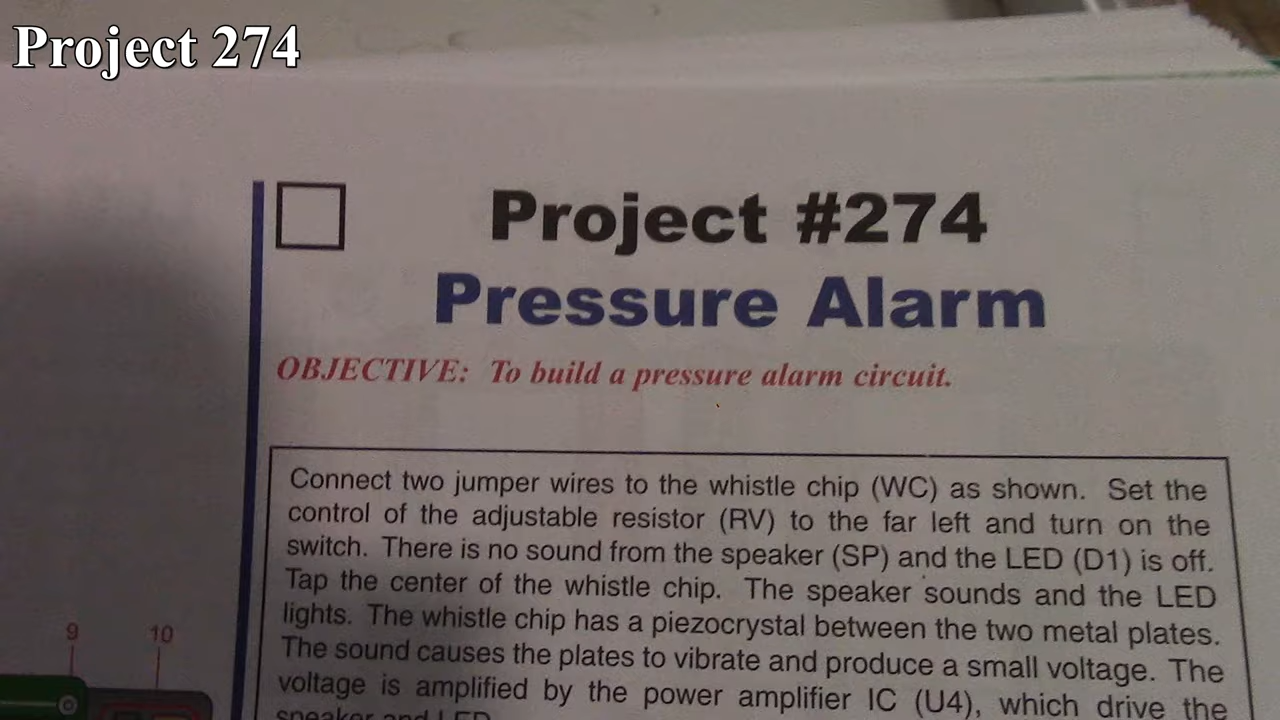 Project 274
Project #274
Pressure Alarm
OBJECTIVE: To build a pressure alarm circuit.
Connect two jumper wires to the whistle chip (WC) as shown. Set the
control of the adjustable resistor (RV) to the far left and turn on the
switch. There is no sound from the speaker (SP) and the LED (D1) is off.
Tap the center of the whistle chip. The speaker sounds and the LED
lights. The whistle chip has a piezocrystal between the two metal plates.
The sound causes the plates to vibrate and produce a small voltage. The
voltage is amplified by the power amplifier IC (U4), which drive the
speaker and LED.
9 10